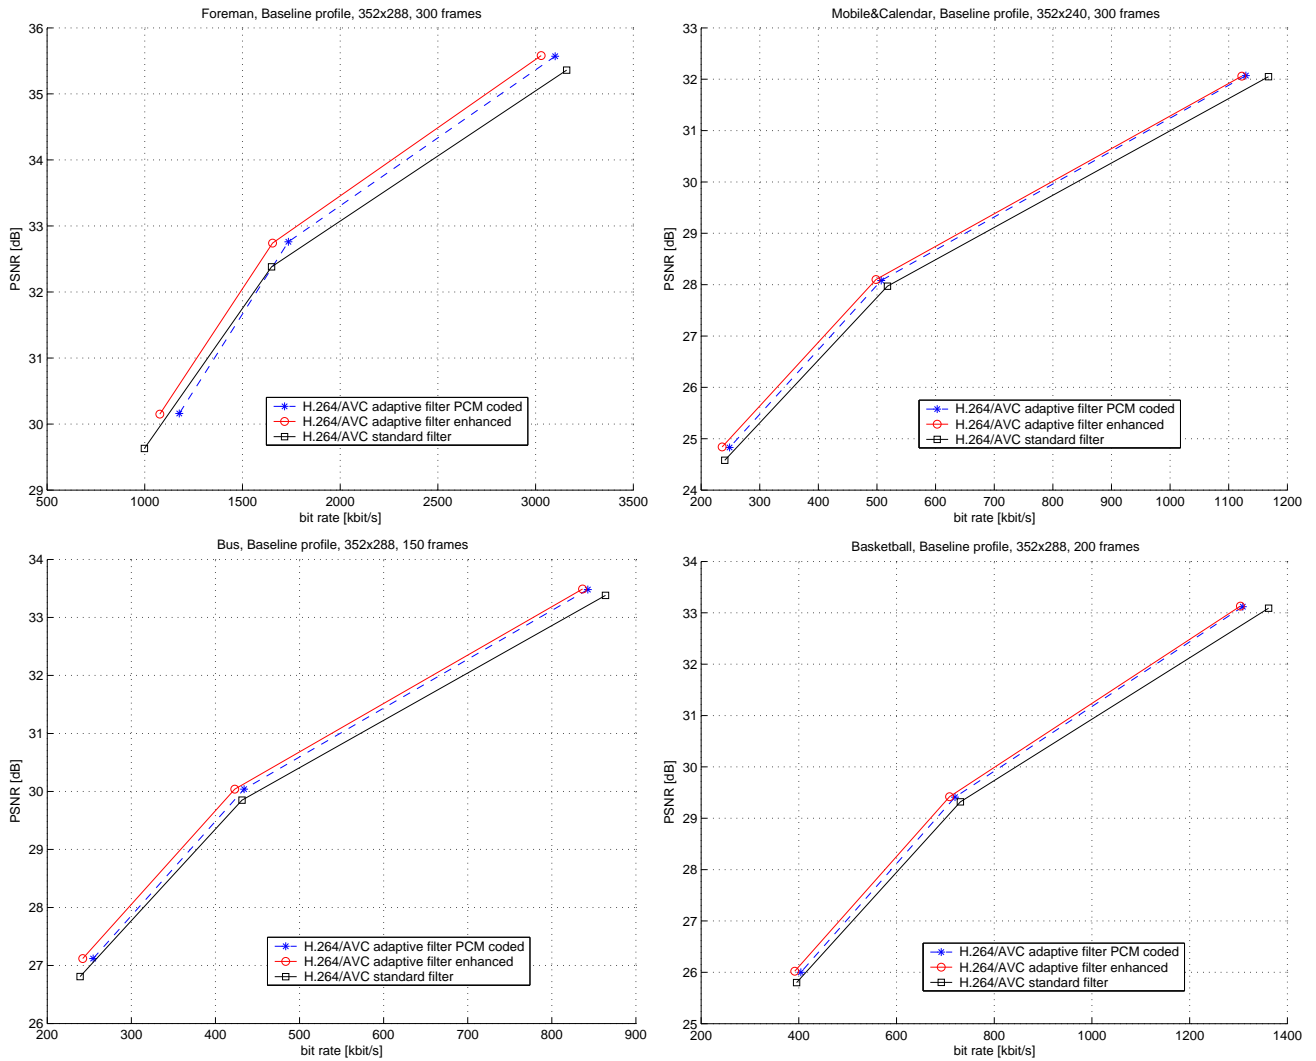 Foreman, Baseline profile, 352x288, 300 frames
36
35
34
33
32
31
30
29
PSNR [dB]
500 1000 1500 2000 2500 3000 3500
bit rate [kbit/s]
H.264/AVC adaptive filter PCM coded
H.264/AVC adaptive filter enhanced
H.264/AVC standard filter
Mobile&Calendar, Baseline profile, 352x240, 300 frames
33
32
31
30
29
28
27
26
25
24
PSNR [dB]
200 300 400 500 600 700 800 900 1000 1100 1200
bit rate [kbit/s]
H.264/AVC adaptive filter PCM coded
H.264/AVC adaptive filter enhanced
H.264/AVC standard filter
Bus, Baseline profile, 352x288, 150 frames
34
33
32
31
30
29
28
27
26
PSNR [dB]
200 300 400 500 600 700 800 900
bit rate [kbit/s]
H.264/AVC adaptive filter PCM coded
H.264/AVC adaptive filter enhanced
H.264/AVC standard filter
Basketball, Baseline profile, 352x288, 200 frames
34
33
32
31
30
29
28
27
26
25
PSNR [dB]
200 400 600 800 1000 1200 1400
bit rate [kbit/s]
H.264/AVC adaptive filter PCM coded
H.264/AVC adaptive filter enhanced
H.264/AVC standard filter